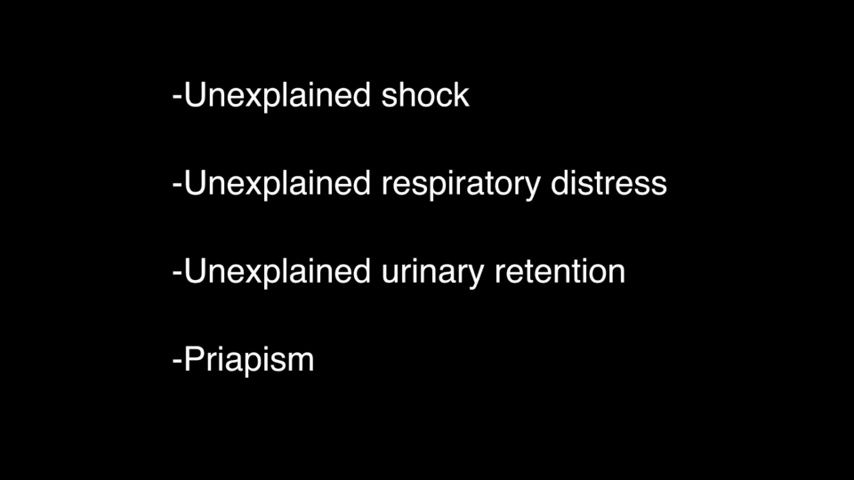 -Unexplained shock
-Unexplained respiratory distress
-Unexplained urinary retention
-Priapism